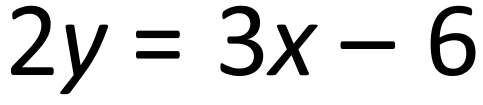 2y = 3x − 6